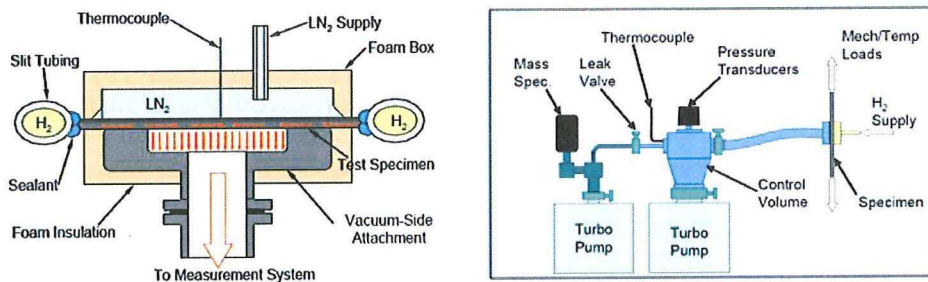 Thermocouple
LN2 Supply
Foam Box
Slit Tubing
LN2
H2
H2
Test Specimen
Sealant
Vacuum-Side
Attachment
Foam Insulation
To Measurement System
Mech/Temp
Loads
Thermocouple
Pressure
Transducers
Mass
Spec.
Leak
Valve
H2
Supply
Control
Volume
Specimen
Turbo
Pump
Turbo
Pump